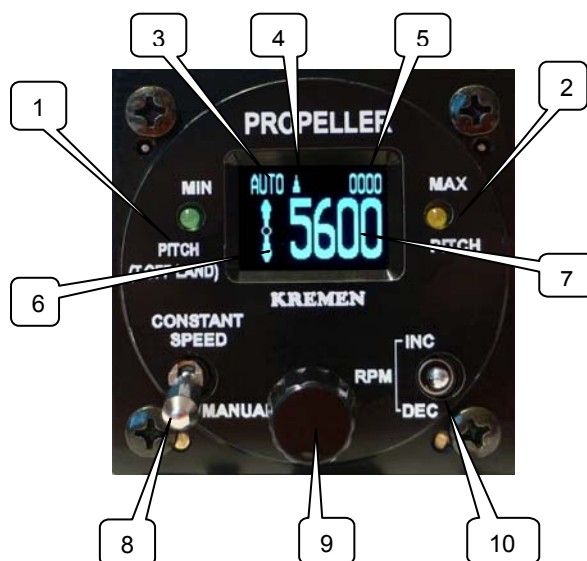 3
4
5
1
2
PROPELLER
MIN
MAX
AUTO
0000
5600
PITCH
PITCH
(T.OFF LAND)
6
7
KREMEN
CONSTANT
SPEED
INC
RPM
MANUAL
DEC
8
9
10